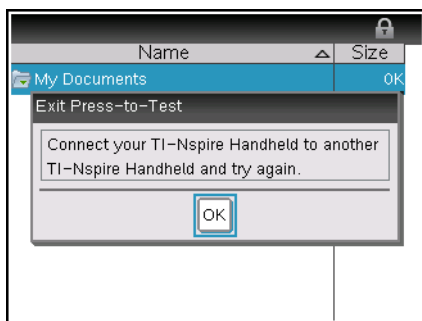 Name Size
My Documents 0K
Exit Press-to-Test
Connect your TI-Nspire Handheld to another
TI-Nspire Handheld and try again.
OK